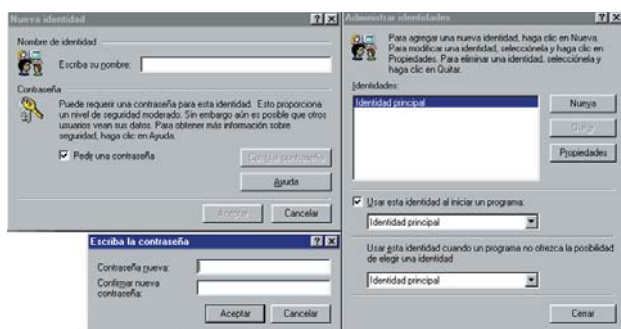 Nueva identidad
Nombre de identidad
Escriba su nombre:
Contraseña
Puede requerir una contraseña para esta identidad. Esto proporciona
un nivel de seguridad moderado. Sin embargo aún es posible que otros
usuarios vean sus datos. Para obtener más información sobre
seguridad, haga clic en Ayuda.
Pedir una contraseña
Cambiar contraseña
Ayuda
Aceptar
Cancelar
Escriba la contraseña
Contraseña nueva:
Confirmar nueva
contraseña:
Aceptar
Cancelar
Administrar identidades
Para agregar una nueva identidad, haga clic en Nueva.
Para modificar una identidad, selecciónela y haga clic en
Propiedades. Para eliminar una identidad, selecciónela y
haga clic en Quitar.
Identidades:
Identidad principal
Nueva
Quitar
Propiedades
Usar esta identidad al iniciar un programa:
Identidad principal
Usar esta identidad cuando un programa no ofrezca la posibilidad
de elegir una identidad
Identidad principal
Cerrar